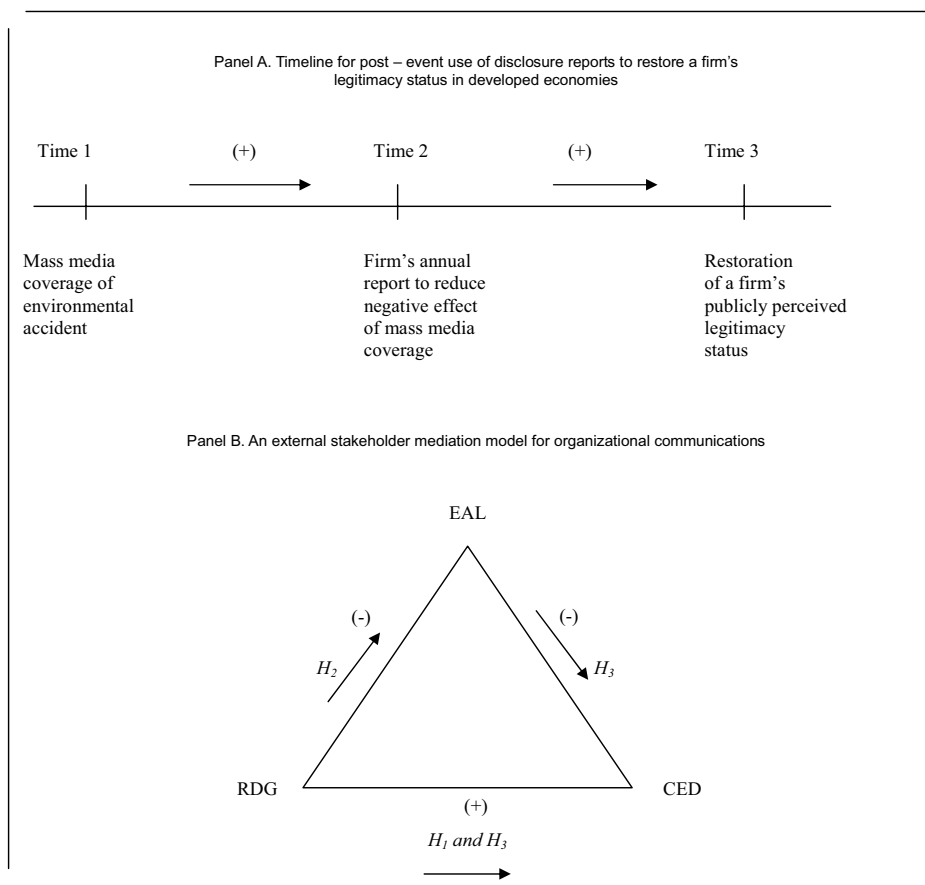 Panel A. Timeline for post – event use of disclosure reports to restore a firm's
legitimacy status in developed economies
Time 1
(+)
Time 2
(+)
Time 3
Mass media
coverage of
environmental
accident
Firm's annual
report to reduce
negative effect
of mass media
coverage
Restoration
of a firm's
publicly perceived
legitimacy
status
Panel B. An external stakeholder mediation model for organizational communications
EAL
(-)
(-)
H2
H3
RDG
CED
(+)
H1 and H3